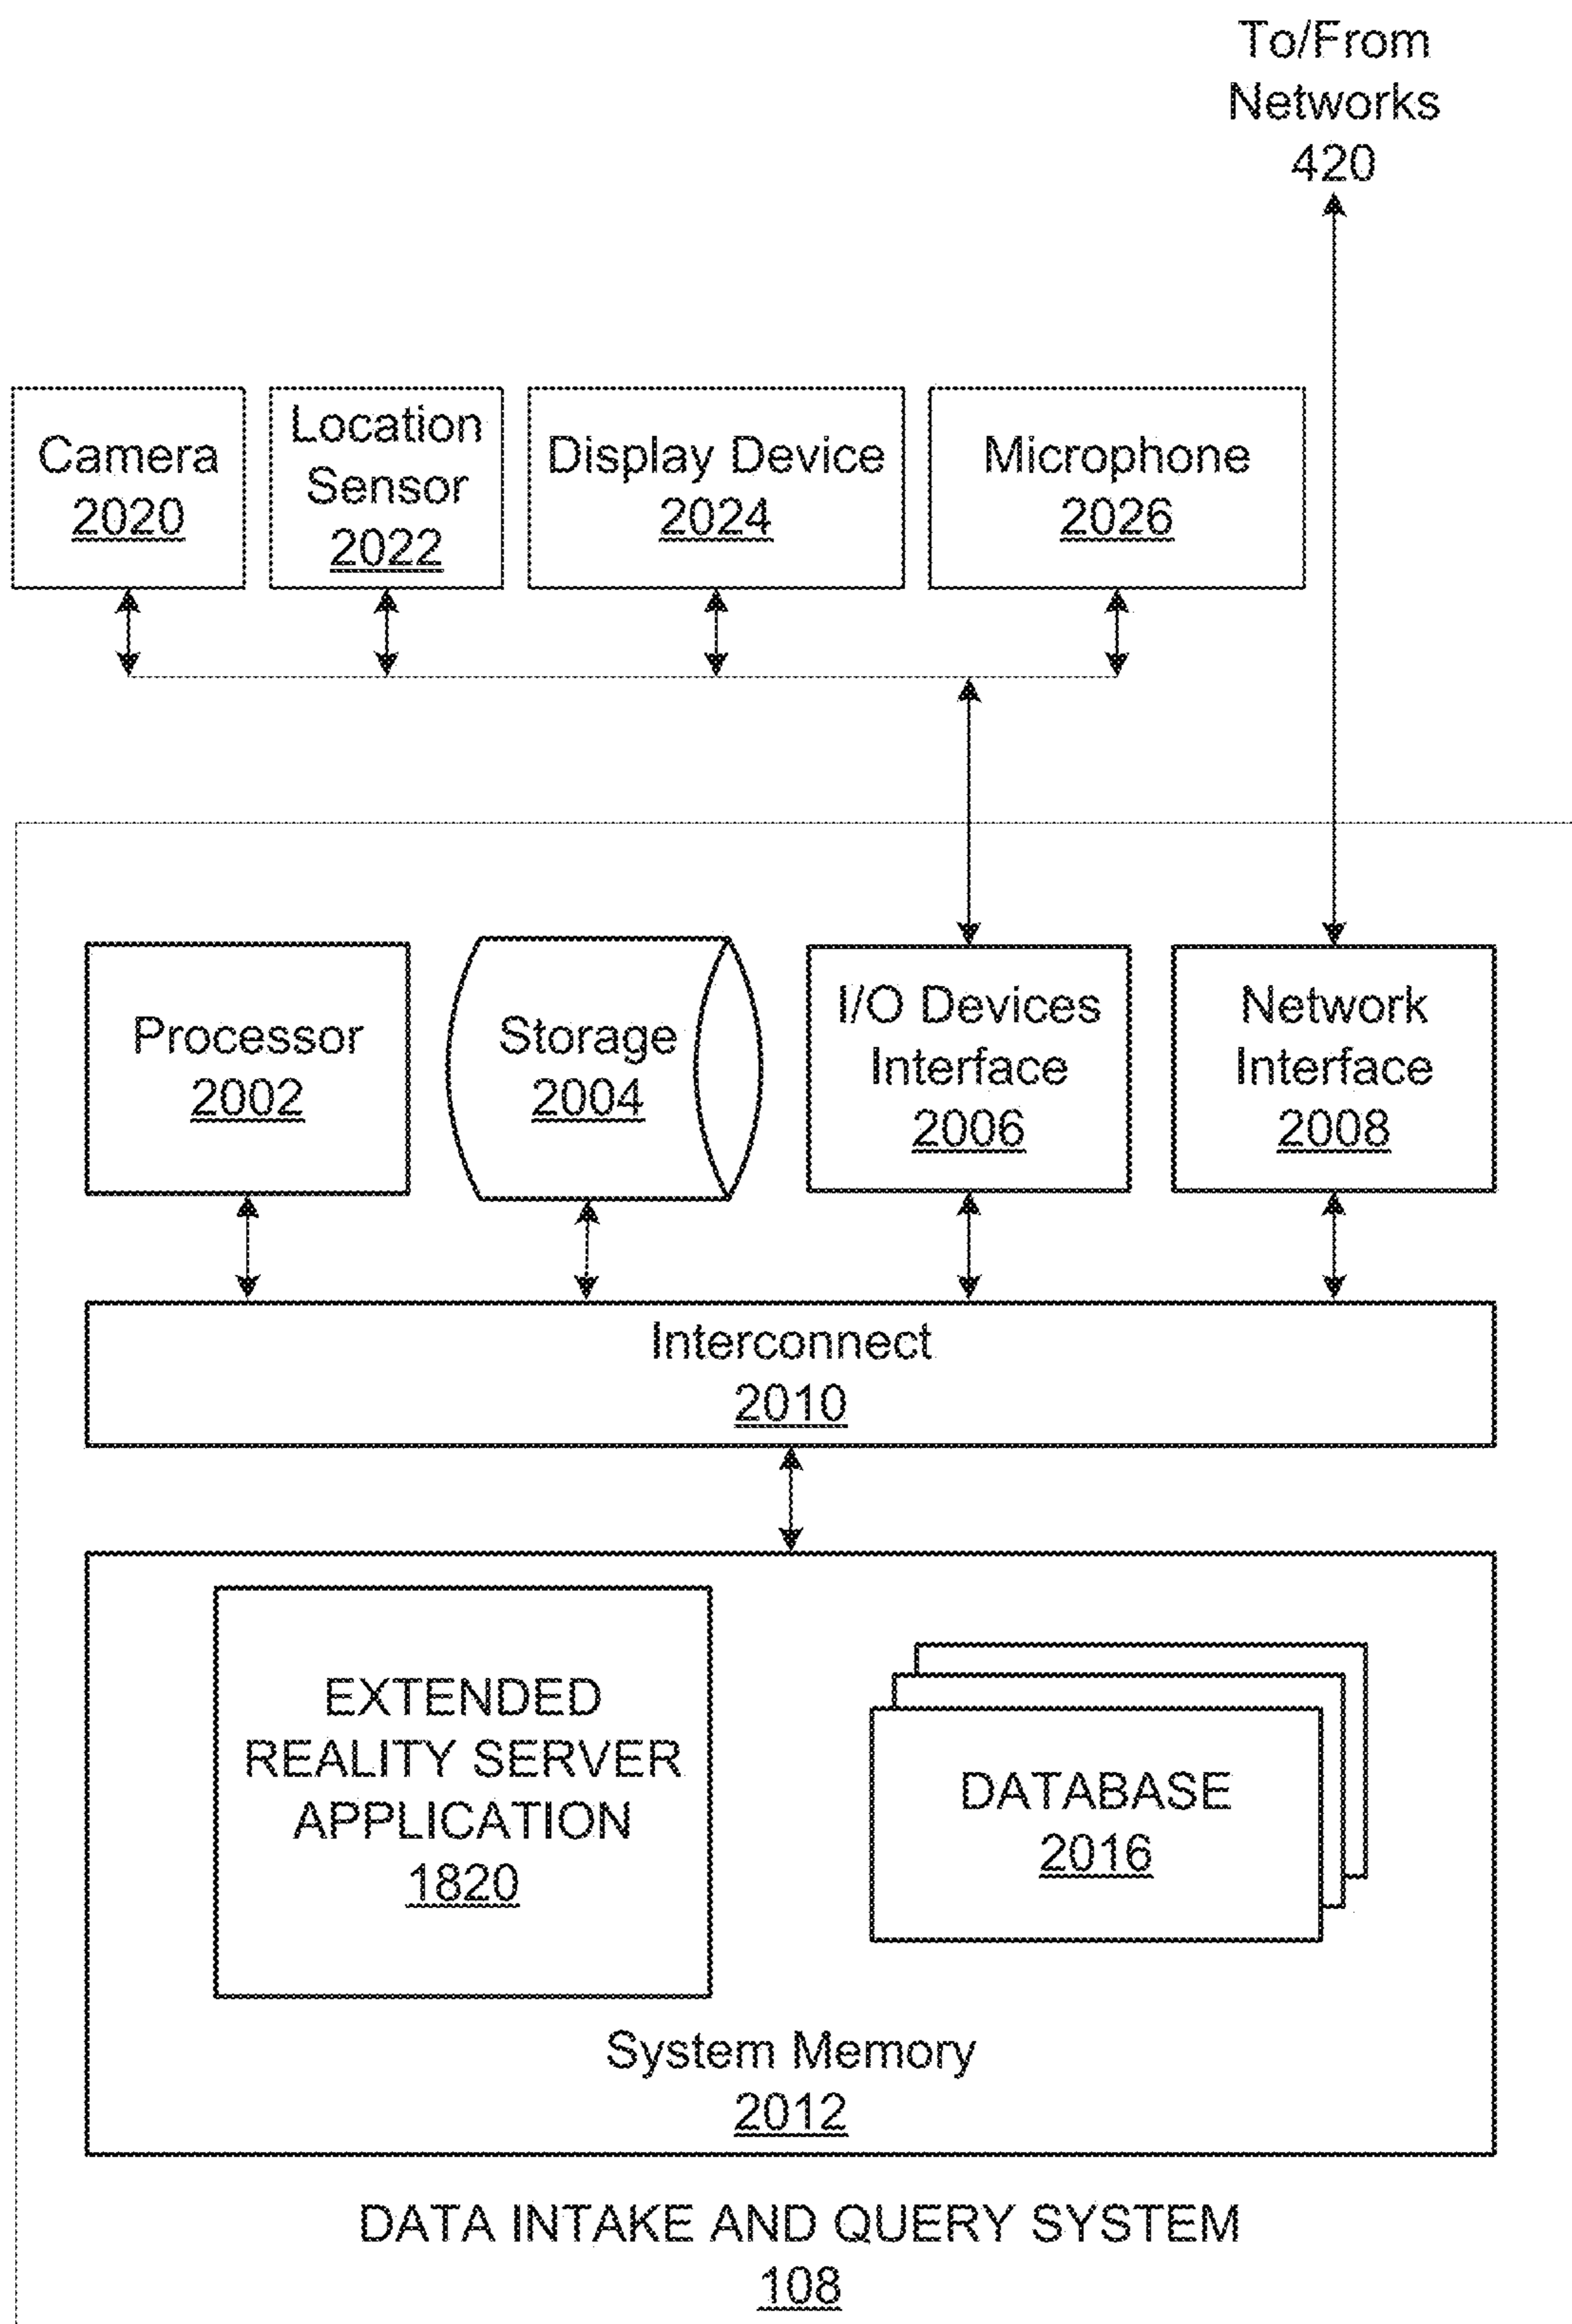 To/From
Networks
420
Camera
2020
Location
Sensor
2022
Display Device
2024
Microphone
2026
Processor
2002
Storage
2004
I/O Devices
Interface
2006
Network
Interface
2008
Interconnect
2010
EXTENDED
REALITY SERVER
APPLICATION
1820
DATABASE
2016
System Memory
2012
DATA INTAKE AND QUERY SYSTEM
108